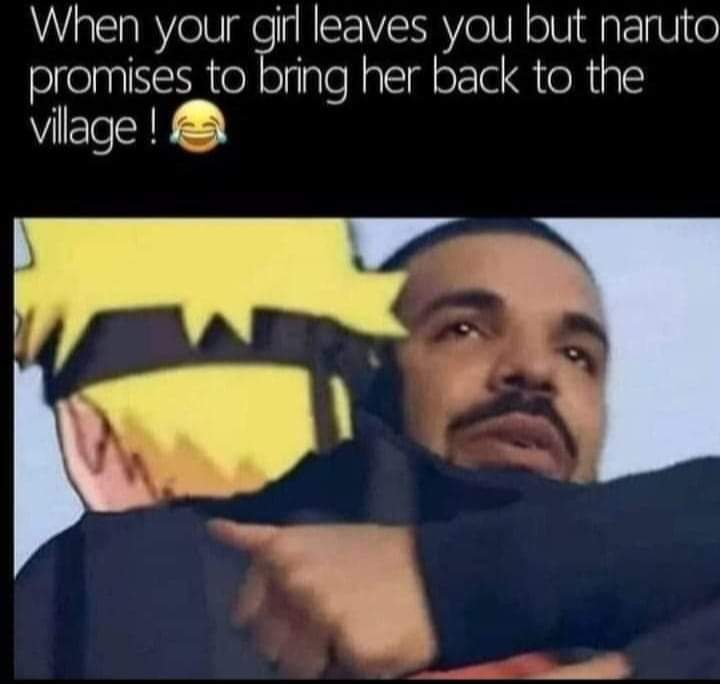 When your girl leaves you but naruto
promises to bring her back to the
village ! 😂